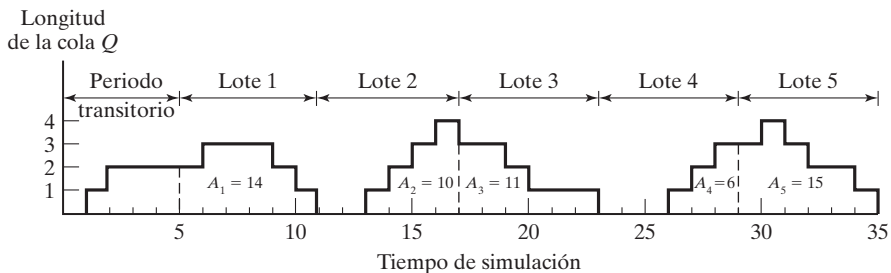 Longitud
de la cola Q
Periodo
transitorio
Lote 1
Lote 2
Lote 3
Lote 4
Lote 5
4
3
2
1
A₁ = 14
A₂ = 10
A₃ = 11
A₄=6
A₅ = 15
5 10 15 20 25 30 35
Tiempo de simulación